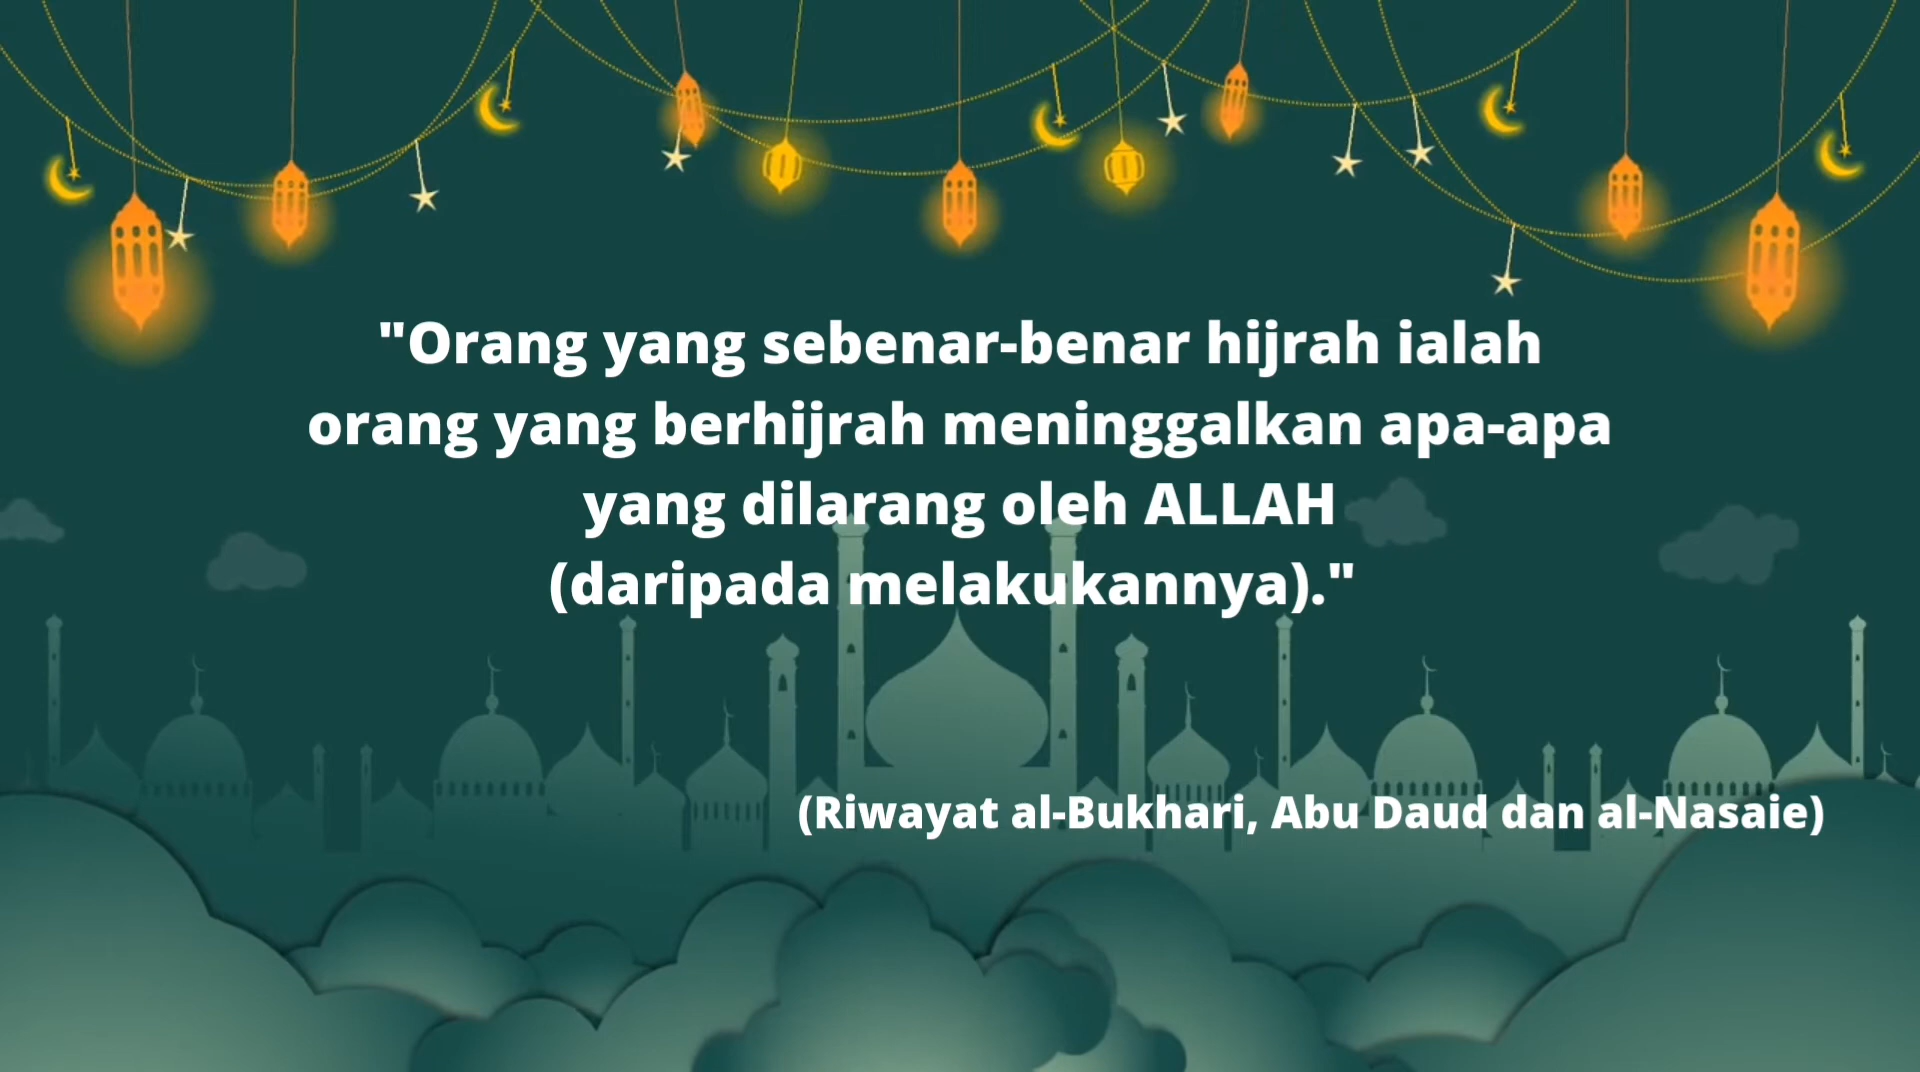 "Orang yang sebenar-benar hijrah ialah
orang yang berhijrah meninggalkan apa-apa
yang dilarang oleh ALLAH
(daripada melakukannya)."
(Riwayat al-Bukhari, Abu Daud dan al-Nasaie)